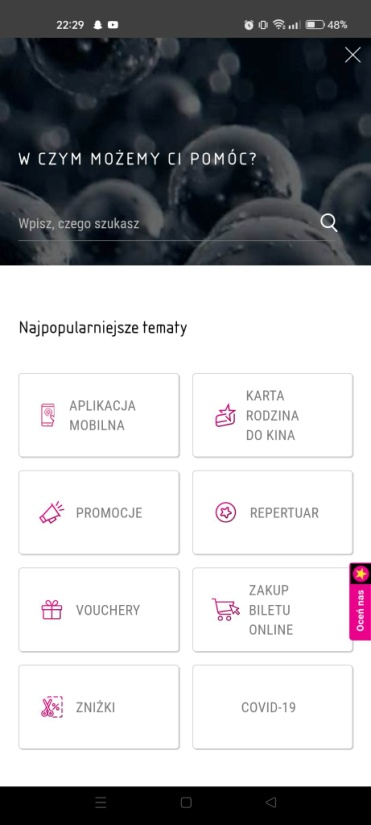 22:29
48%
W CZYM MOŻEMY CI POMÓC?
Wpisz, czego szukasz
Najpopularniejsze tematy
APLIKACJA
MOBILNA
KARTA
RODZINA
DO KINA
PROMOCJE
REPERTUAR
VOUCHERY
ZAKUP
BILETU
ONLINE
Oceń nas
ZNIŻKI
COVID-19